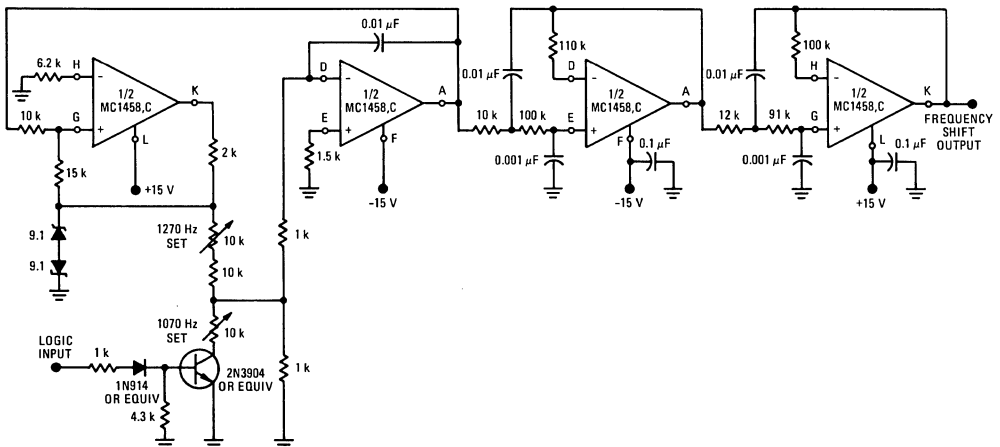 0.01 µF
6.2 k
H
−
1/2
MC1458,C
K
10 k
G
+
L
+15 V
15 k
2 k
9.1
9.1
1270 Hz
SET
10 k
10 k
1070 Hz
SET
10 k
LOGIC
INPUT
1 k
1N914
OR EQUIV
4.3 k
2N3904
OR EQUIV
1 k
1 k
D
−
1/2
MC1458,C
A
E
+
1.5 k
F
−15 V
0.01 µF
10 k
100 k
110 k
D
−
1/2
MC1458,C
A
E
+
0.001 µF
F
0.1 µF
−15 V
0.01 µF
12 k
91 k
100 k
H
−
1/2
MC1458,C
K
G
+
0.001 µF
L
0.1 µF
+15 V
FREQUENCY
SHIFT
OUTPUT